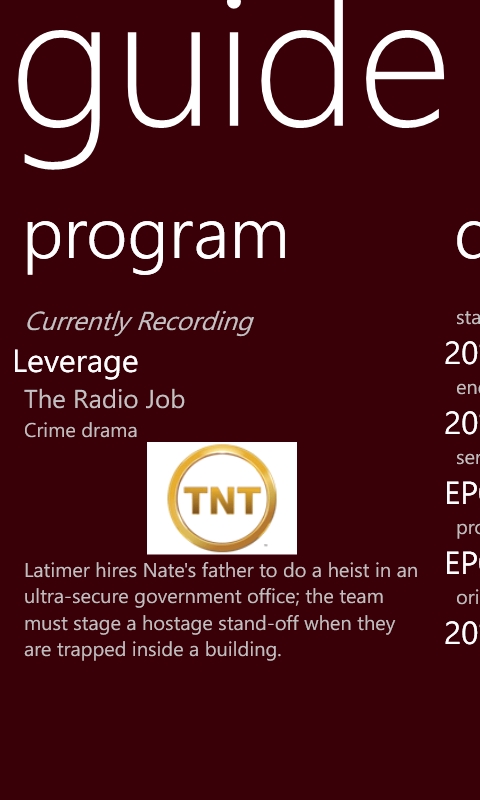 guide
program
Currently Recording
Leverage
The Radio Job
Crime drama
TNT
Latimer hires Nate's father to do a heist in an
ultra-secure government office; the team
must stage a hostage stand-off when they
are trapped inside a building.
sta
20
en
20
ser
EP
pro
EP
ori
20